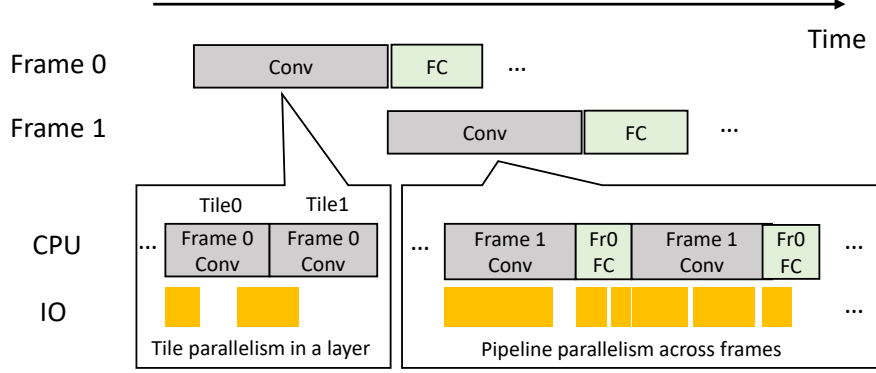 Time
Frame 0
Conv
FC
...
Frame 1
Conv
FC
...
Tile0
Tile1
CPU
...
Frame 0
Conv
Frame 0
Conv
...
Frame 1
Conv
Fr0
FC
Frame 1
Conv
Fr0
FC
...
IO
...
Tile parallelism in a layer
Pipeline parallelism across frames